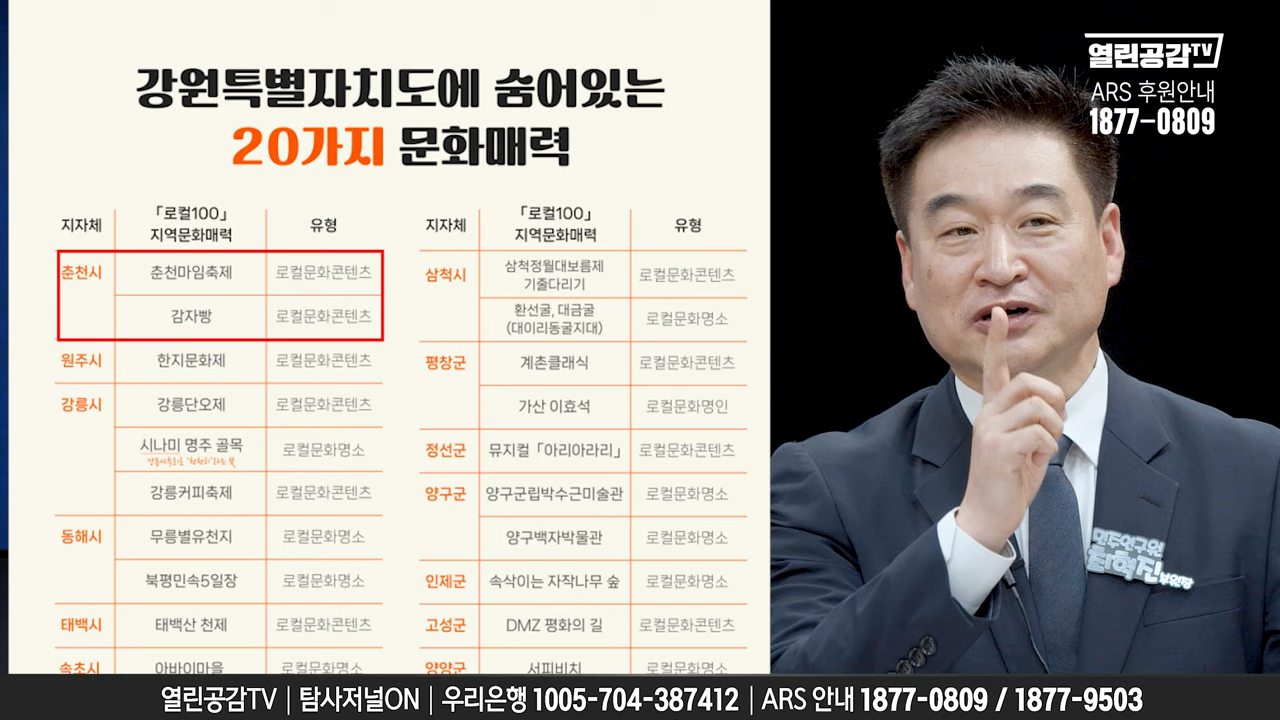 강원특별자치도에 숨어있는
20가지 문화매력
지자체 「로컬100」 지역문화매력 유형
춘천시 춘천마임축제 로컬문화콘텐츠
감자빵 로컬문화콘텐츠
원주시 한지문화제 로컬문화콘텐츠
강릉시 강릉단오제 로컬문화콘텐츠
시나미 명주 골목 로컬문화명소
강릉커피축제 로컬문화콘텐츠
동해시 무릉별유천지 로컬문화명소
북평민속5일장 로컬문화명소
태백시 태백산 천제 로컬문화콘텐츠
속초시 아바이마을 로컬문화명소
지자체 「로컬100」 지역문화매력 유형
삼척시 삼척정월대보름제 기줄다리기 로컬문화콘텐츠
환선굴, 대금굴 (대이리동굴지대) 로컬문화명소
평창군 계촌클래식 로컬문화콘텐츠
가산 이효석 로컬문화명인
정선군 뮤지컬「아리아라리」 로컬문화콘텐츠
양구군 양구군립박수근미술관 로컬문화명소
양구백자박물관 로컬문화명소
인제군 속삭이는 자작나무 숲 로컬문화명소
고성군 DMZ 평화의 길 로컬문화콘텐츠
양양군 서피비치 로컬문화명소
열린공감TV
ARS 후원안내
1877-0809
민주연구원
최혁진
부원장
열린공감TV | 탐사저널ON | 우리은행 1005-704-387412 | ARS 안내 1877-0809 / 1877-9503